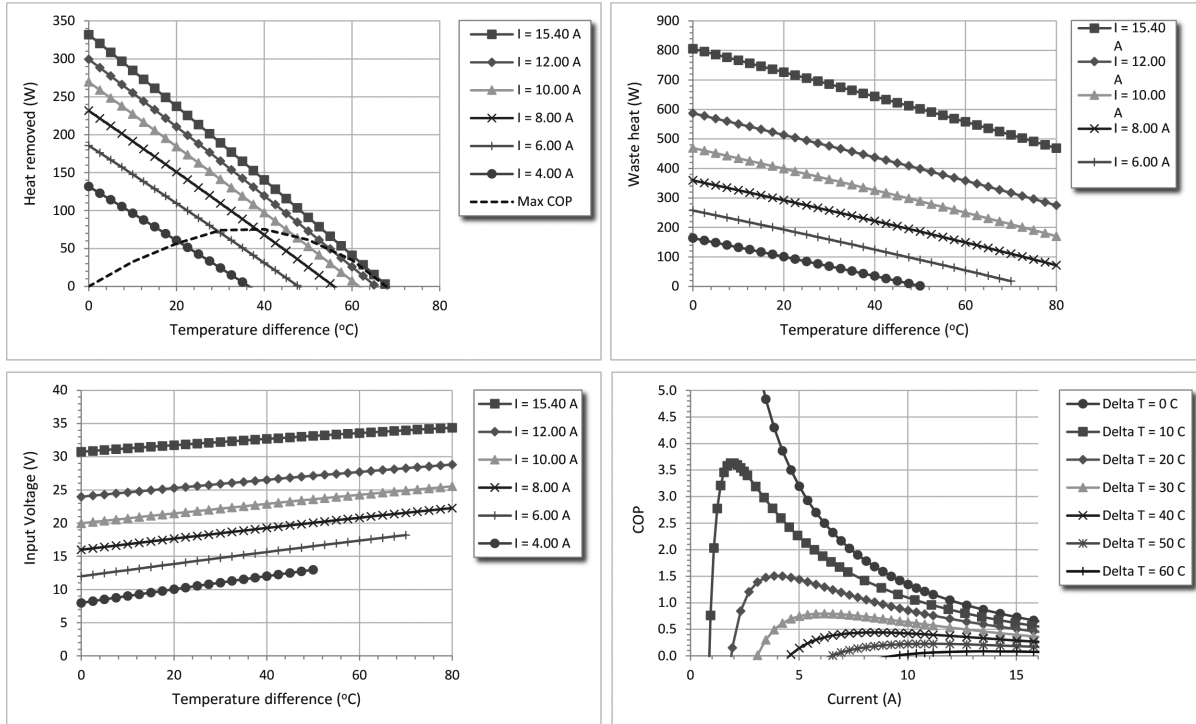 Heat removed (W)
350
300
250
200
150
100
50
0
0 20 40 60 80
Temperature difference (°C)
I = 15.40 A
I = 12.00 A
I = 10.00 A
I = 8.00 A
I = 6.00 A
I = 4.00 A
Max COP
Waste heat (W)
900
800
700
600
500
400
300
200
100
0
0 20 40 60 80
Temperature difference (°C)
I = 15.40
A
I = 12.00
A
I = 10.00
A
I = 8.00 A
I = 6.00 A
Input Voltage (V)
40
35
30
25
20
15
10
5
0
0 20 40 60 80
Temperature difference (°C)
I = 15.40 A
I = 12.00 A
I = 10.00 A
I = 8.00 A
I = 6.00 A
I = 4.00 A
COP
5.0
4.5
4.0
3.5
3.0
2.5
2.0
1.5
1.0
0.5
0.0
0 5 10 15
Current (A)
Delta T = 0 C
Delta T = 10 C
Delta T = 20 C
Delta T = 30 C
Delta T = 40 C
Delta T = 50 C
Delta T = 60 C